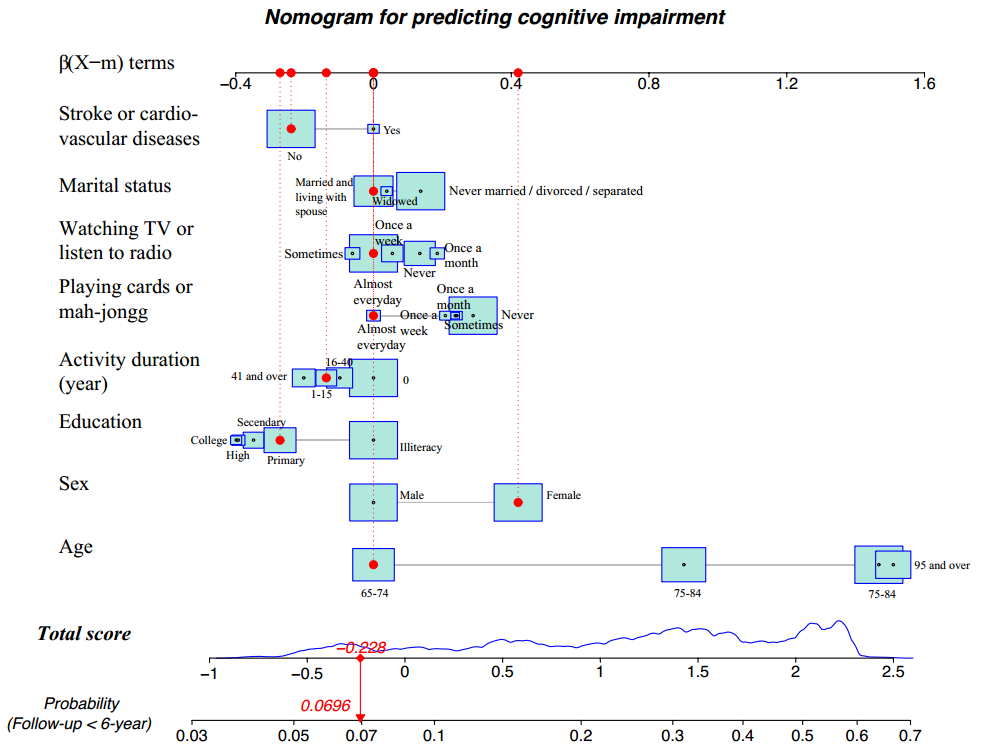 Nomogram for predicting cognitive impairment
β(X−m) terms
−0.4 0 0.4 0.8 1.2 1.6
Stroke or cardio-
vascular diseases
Yes
No
Marital status
Married and
living with
spouse
Widowed
Never married / divorced / separated
Watching TV or
listen to radio
Once a
week
Sometimes
Once a
month
Never
Almost
everyday
Playing cards or
mah-jongg
Once a
month
Once a
week
Sometimes
Never
Almost
everyday
Activity duration
(year)
16-40
41 and over
0
1-15
Education
Secendary
College
Illiteracy
High
Primary
Sex
Male
Female
Age
95 and over
65-74
75-84
75-84
Total score
−0.228
−1 −0.5 0 0.5 1 1.5 2 2.5
Probability
(Follow-up < 6-year)
0.0696
0.03 0.05 0.07 0.1 0.2 0.3 0.4 0.5 0.6 0.7